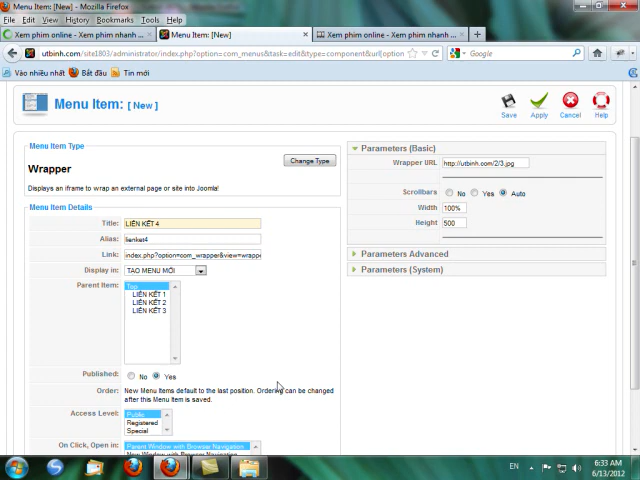 Menu Item: [New] - Mozilla Firefox
File Edit View History Bookmarks Tools Help
Xem phim online - Xem phim nhanh ... × Menu Item: [New] × Xem phim online - Xem phim nhanh ... × +
utbinh.com/site1803/administrator/index.php?option=com_menus&task=edit&type=component&url[option Google
Vào nhiều nhất Bắt đầu Tin mới
Menu Item: [ New ]
Save Apply Cancel Help
Menu Item Type
Wrapper
Change Type
Displays an iframe to wrap an external page or site into Joomla!
Menu Item Details
Title: LIÊN KẾT 4
Alias: lienket4
Link: index.php?option=com_wrapper&view=wrappe
Display in: TAO MENU MỚI
Parent Item: Top
LIÊN KẾT 1
LIÊN KẾT 2
LIÊN KẾT 3
Published: No Yes
Order: New Menu Items default to the last position. Ordering can be changed
after this Menu Item is saved.
Access Level: Public
Registered
Special
On Click, Open in: Parent Window with Browser Navigation
New Window with Browser Navigation
Parameters (Basic)
Wrapper URL http://utbinh.com/2/3.jpg
Scrollbars No Yes Auto
Width 100%
Height 500
Parameters Advanced
Parameters (System)
EN
6:33 AM
6/13/2012